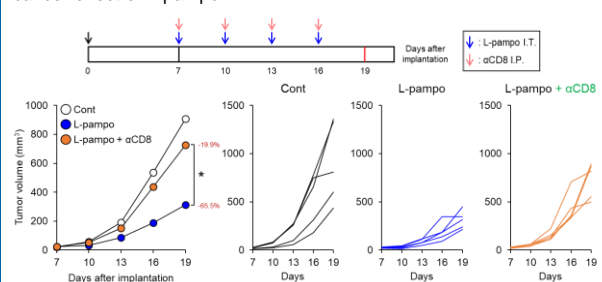 Days after
implantation
0 7 10 13 16 19
: L-pampo I.T.
: αCD8 I.P.
Cont
L-pampo
L-pampo + αCD8
Tumor volume (mm³)
1000
800
600
400
200
0
7 10 13 16 19
Days after implantation
Cont
L-pampo
L-pampo + αCD8
-19.9%
*
-65.5%
1500
1000
500
0
7 10 13 16 19
Days
1500
1000
500
0
7 10 13 16 19
Days
1500
1000
500
0
7 10 13 16 19
Days